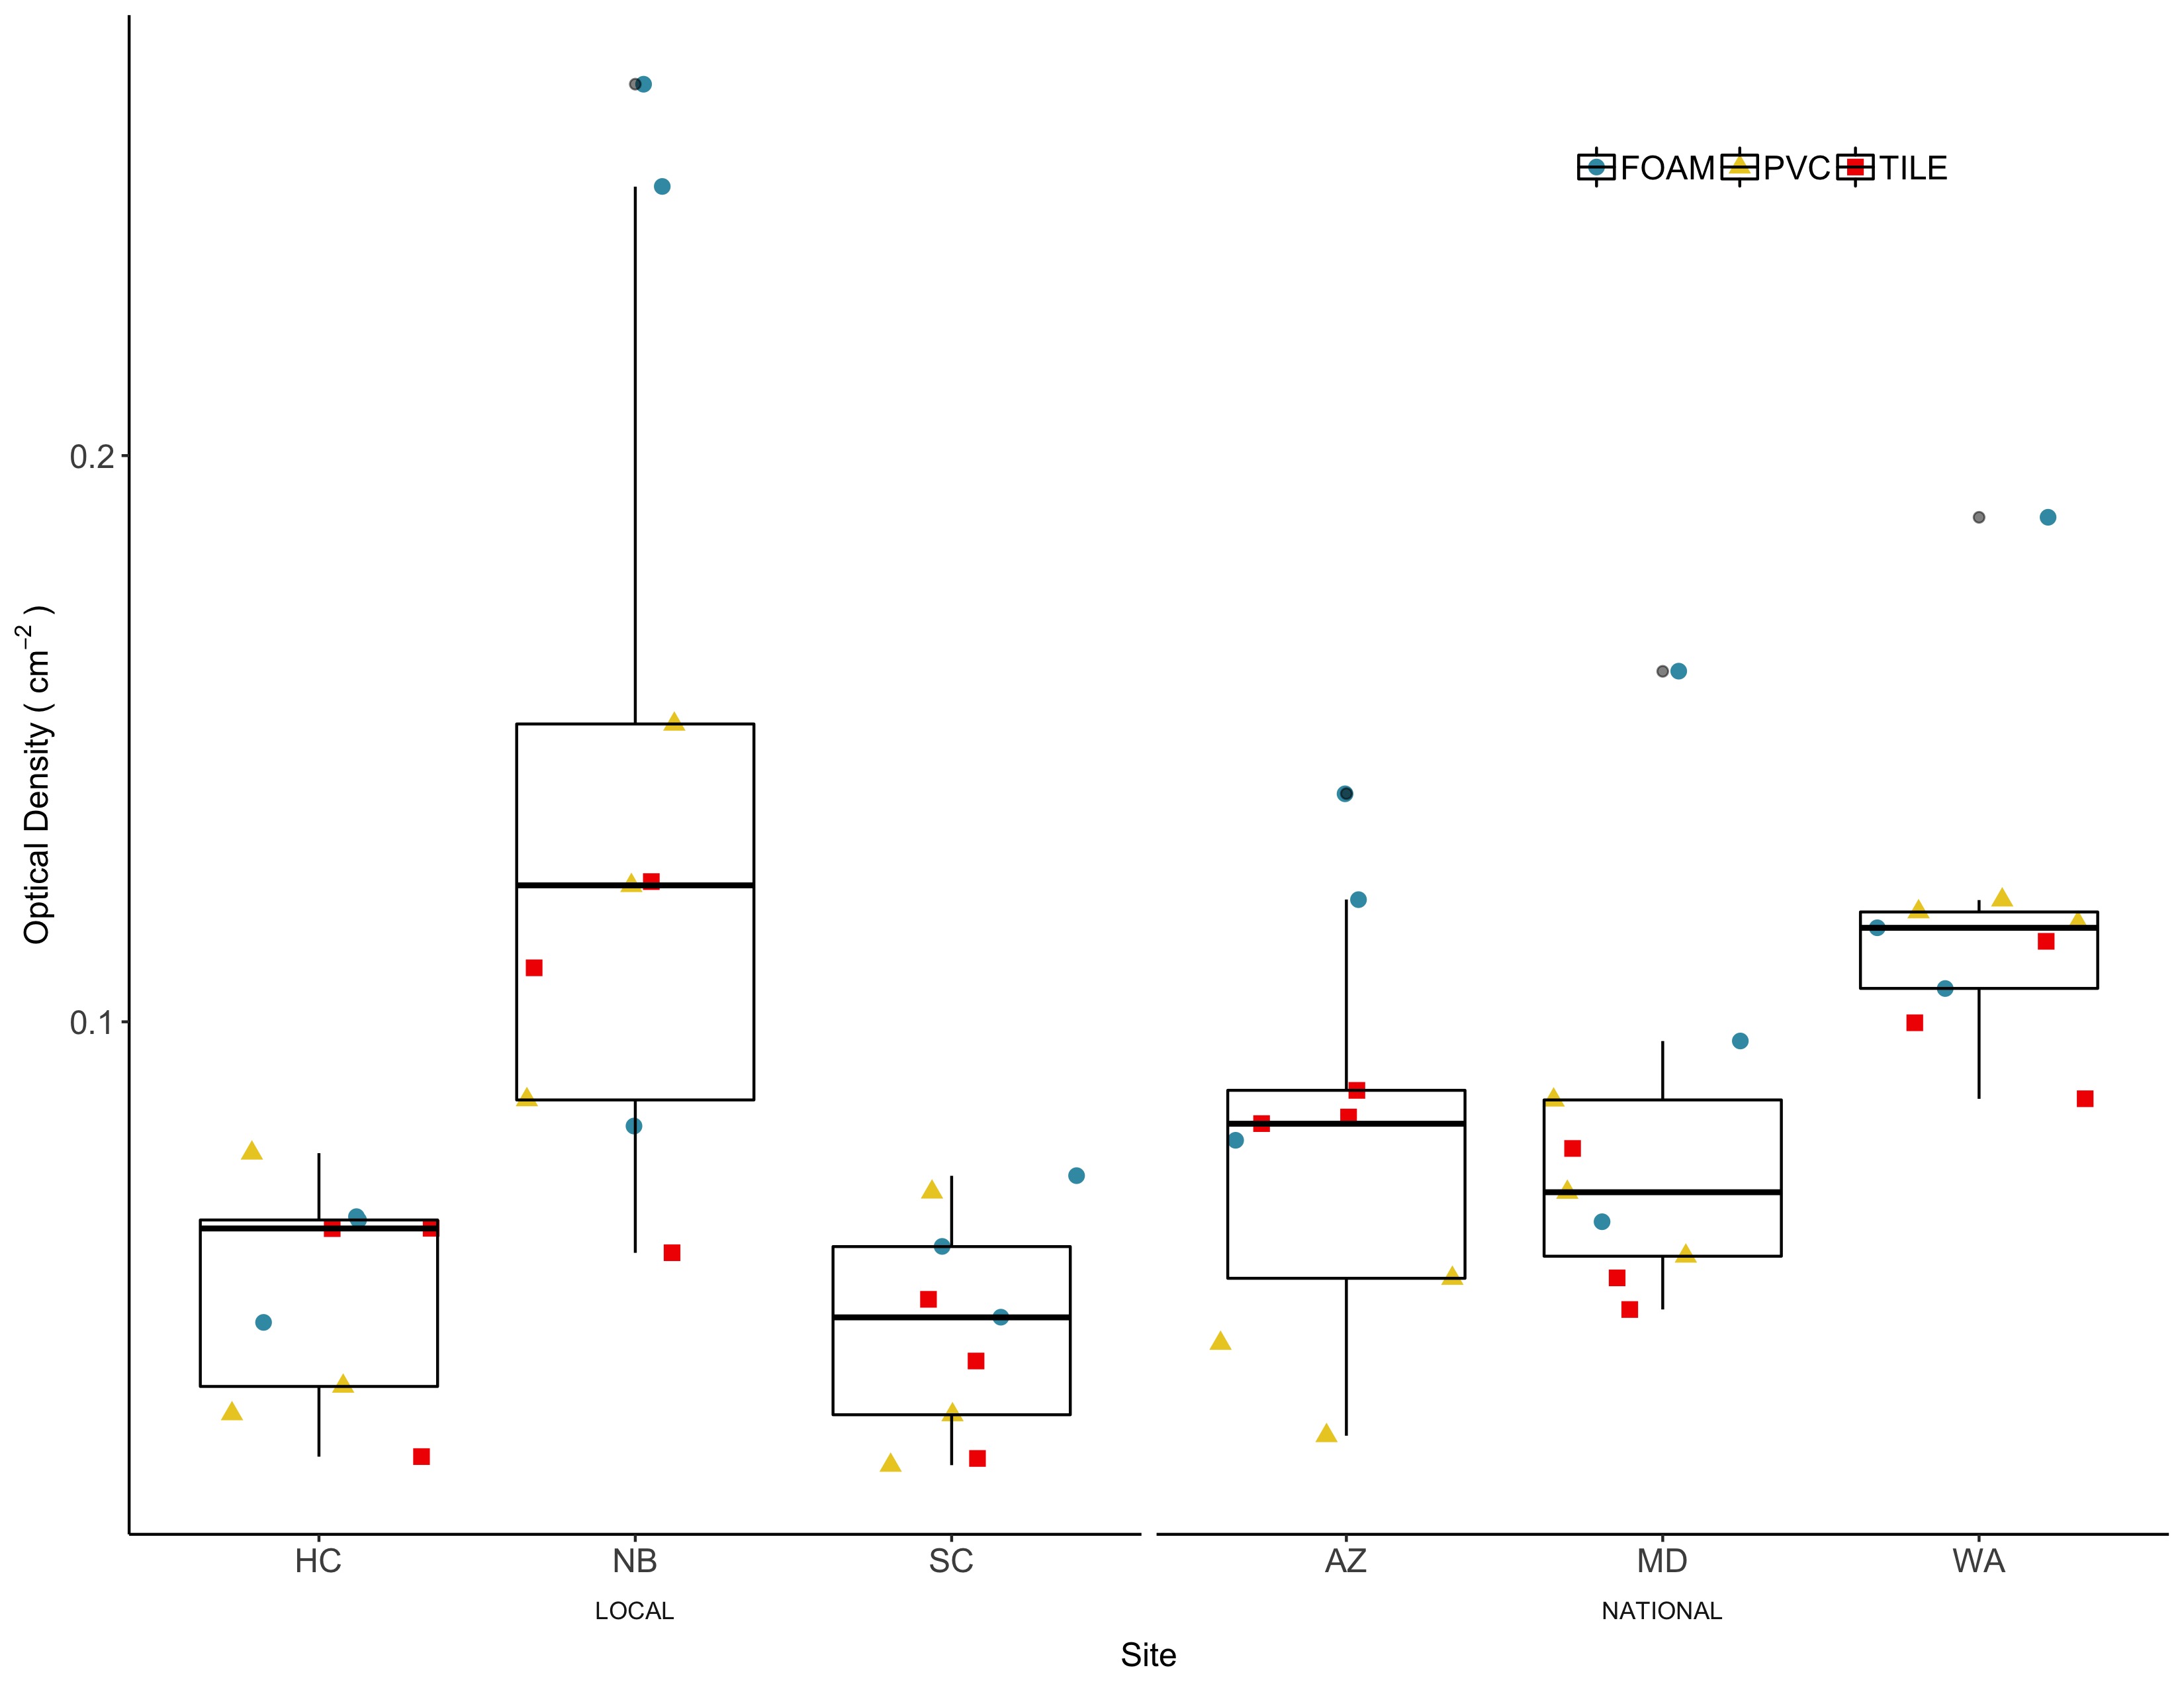 FOAM PVC TILE
0.2
0.1
Optical Density ( cm⁻² )
HC NB SC AZ MD WA
LOCAL NATIONAL
Site